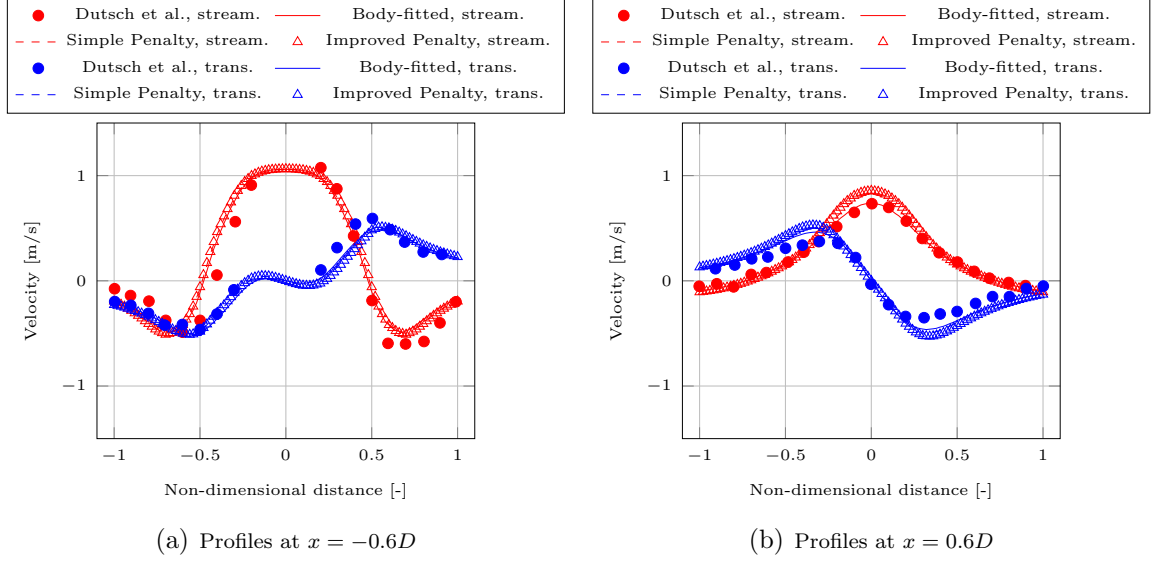 Dutsch et al., stream. Body-fitted, stream.
Simple Penalty, stream. Improved Penalty, stream.
Dutsch et al., trans. Body-fitted, trans.
Simple Penalty, trans. Improved Penalty, trans.
1
0
−1
Velocity [m/s]
−1 −0.5 0 0.5 1
Non-dimensional distance [-]
(a) Profiles at x = −0.6D
Dutsch et al., stream. Body-fitted, stream.
Simple Penalty, stream. Improved Penalty, stream.
Dutsch et al., trans. Body-fitted, trans.
Simple Penalty, trans. Improved Penalty, trans.
1
0
−1
Velocity [m/s]
−1 −0.5 0 0.5 1
Non-dimensional distance [-]
(b) Profiles at x = 0.6D